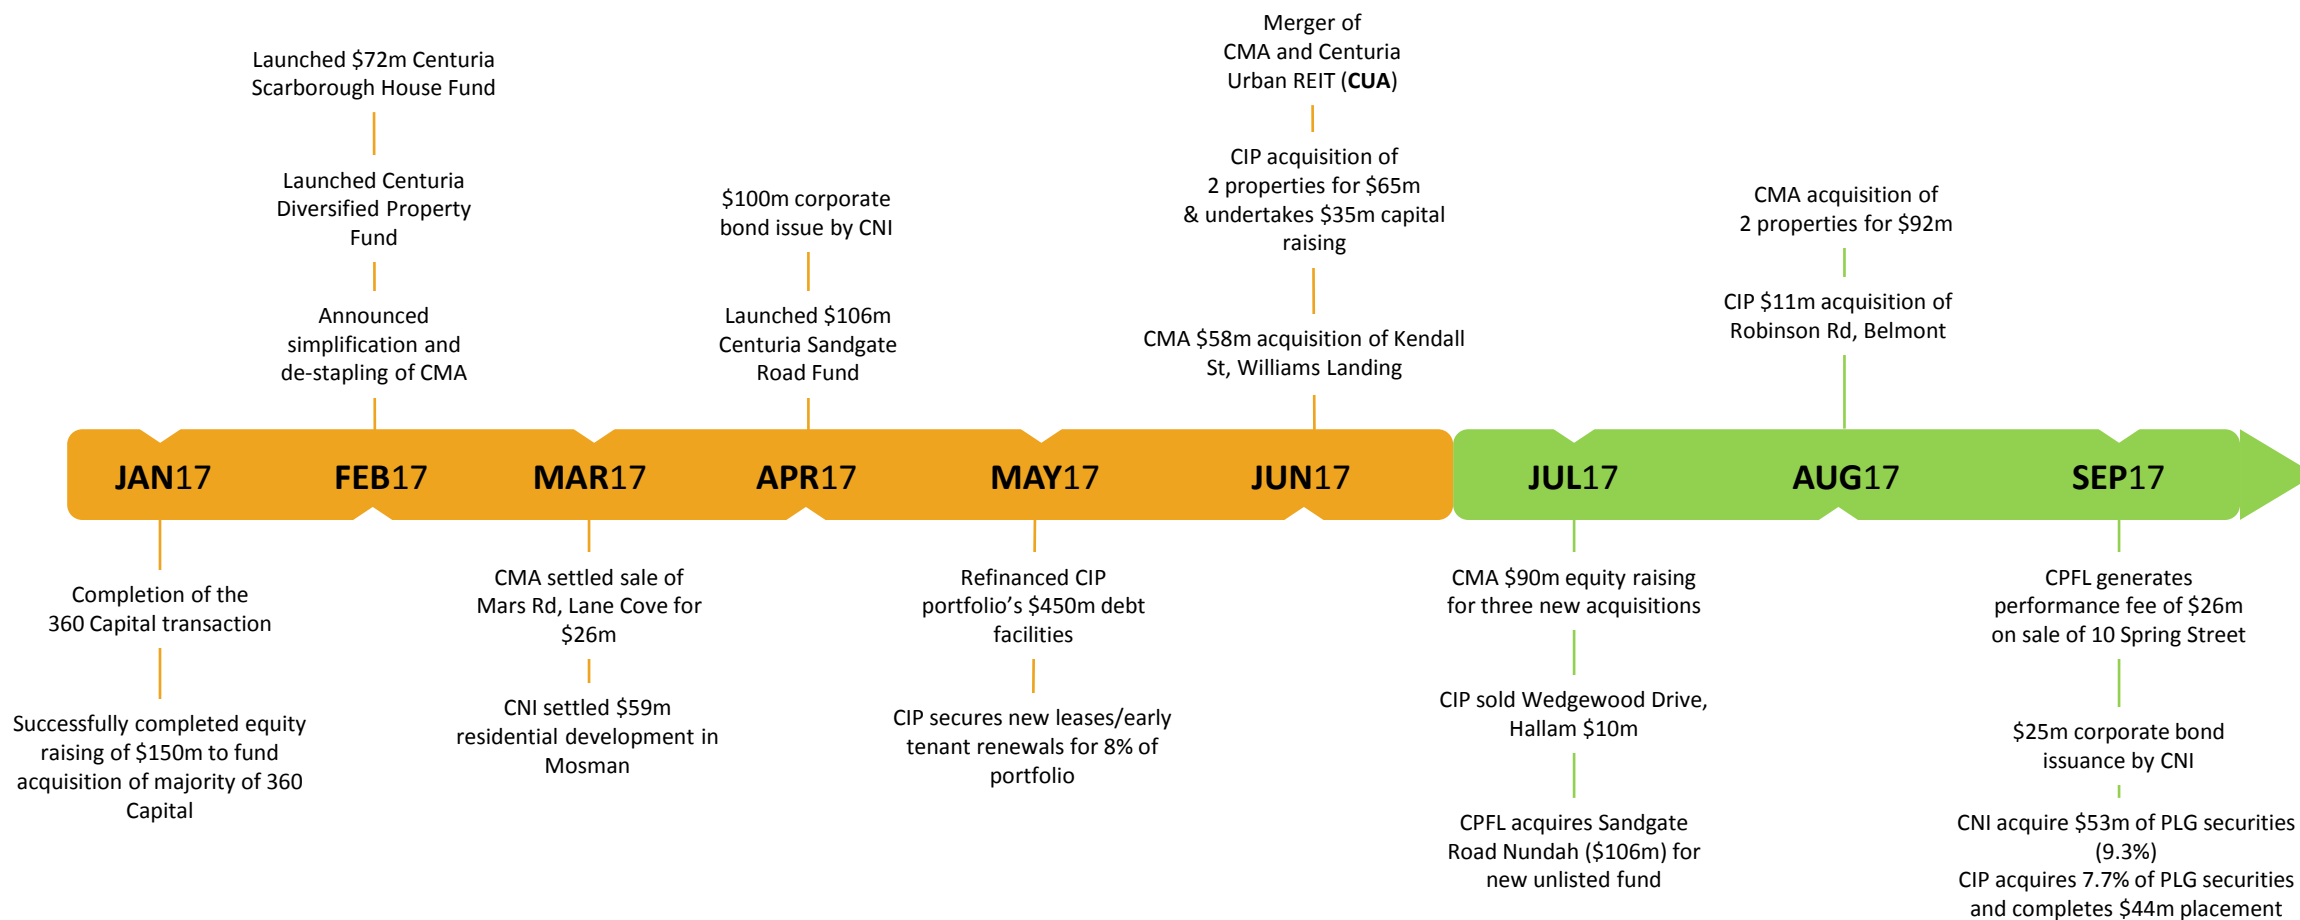 Launched $72m Centuria
Scarborough House Fund
Launched Centuria
Diversified Property
Fund
Announced
simplification and
de-stapling of CMA
$100m corporate
bond issue by CNI
Launched $106m
Centuria Sandgate
Road Fund
Merger of
CMA and Centuria
Urban REIT (CUA)
CIP acquisition of
2 properties for $65m
& undertakes $35m capital
raising
CMA $58m acquisition of Kendall
St, Williams Landing
CMA acquisition of
2 properties for $92m
CIP $11m acquisition of
Robinson Rd, Belmont
JAN17 FEB17 MAR17 APR17 MAY17 JUN17 JUL17 AUG17 SEP17
Completion of the
360 Capital transaction
Successfully completed equity
raising of $150m to fund
acquisition of majority of 360
Capital
CMA settled sale of
Mars Rd, Lane Cove for
$26m
CNI settled $59m
residential development in
Mosman
Refinanced CIP
portfolio’s $450m debt
facilities
CIP secures new leases/early
tenant renewals for 8% of
portfolio
CMA $90m equity raising
for three new acquisitions
CIP sold Wedgewood Drive,
Hallam $10m
CPFL acquires Sandgate
Road Nundah ($106m) for
new unlisted fund
CPFL generates
performance fee of $26m
on sale of 10 Spring Street
$25m corporate bond
issuance by CNI
CNI acquire $53m of PLG securities
(9.3%)
CIP acquires 7.7% of PLG securities
and completes $44m placement